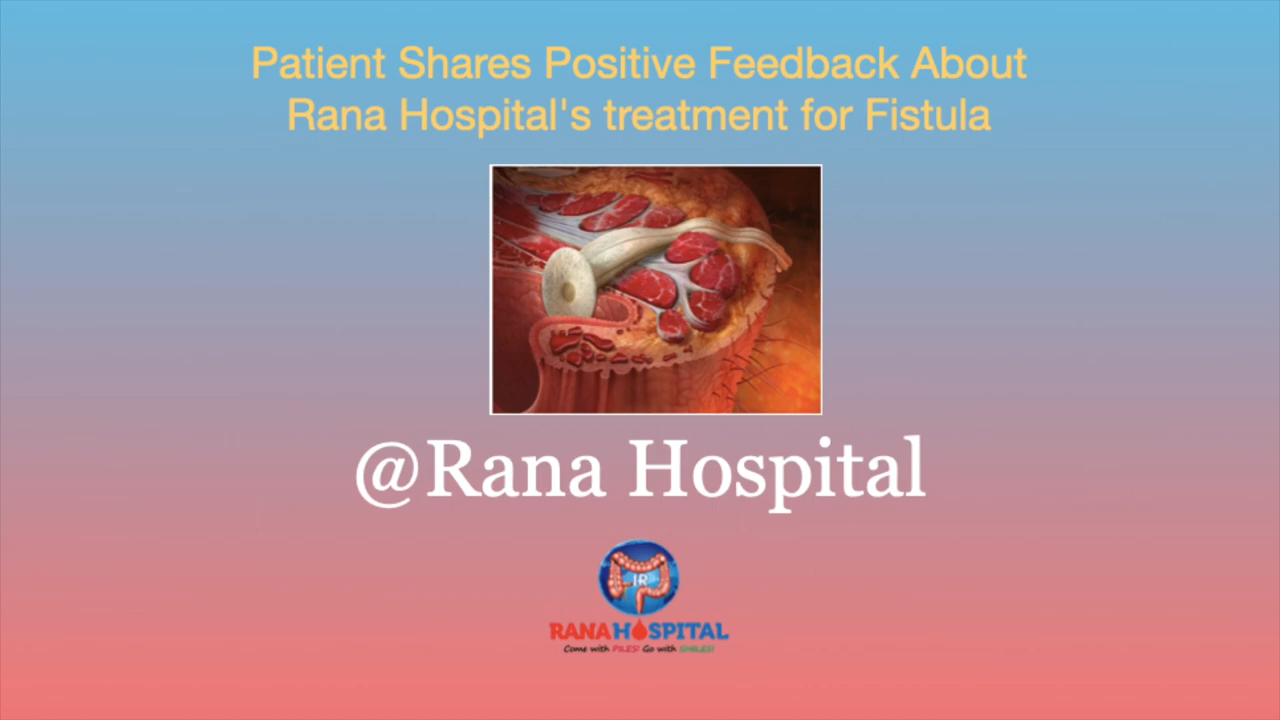 Patient Shares Positive Feedback About
Rana Hospital's treatment for Fistula
@Rana Hospital
IR
RANA HOSPITAL
Come with PILES! Go with SMILES!